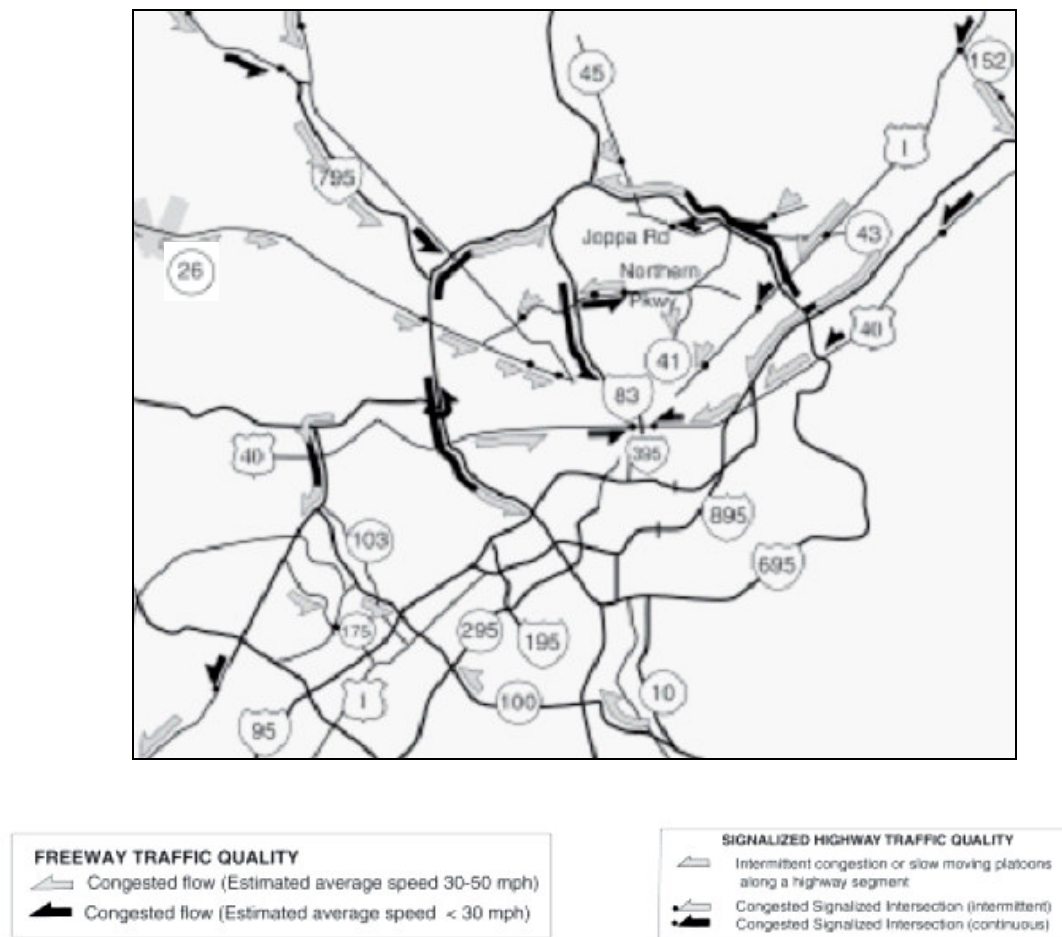 45
152
1
795
Joppa Rd
43
26
Northern
Pkwy
40
41
83
40
395
895
103
695
175
295
195
1
10
100
95
FREEWAY TRAFFIC QUALITY
Congested flow (Estimated average speed 30-50 mph)
Congested flow (Estimated average speed < 30 mph)
SIGNALIZED HIGHWAY TRAFFIC QUALITY
Intermittent congestion or slow moving platoons
along a highway segment
Congested Signalized Intersection (intermittent)
Congested Signalized Intersection (continuous)